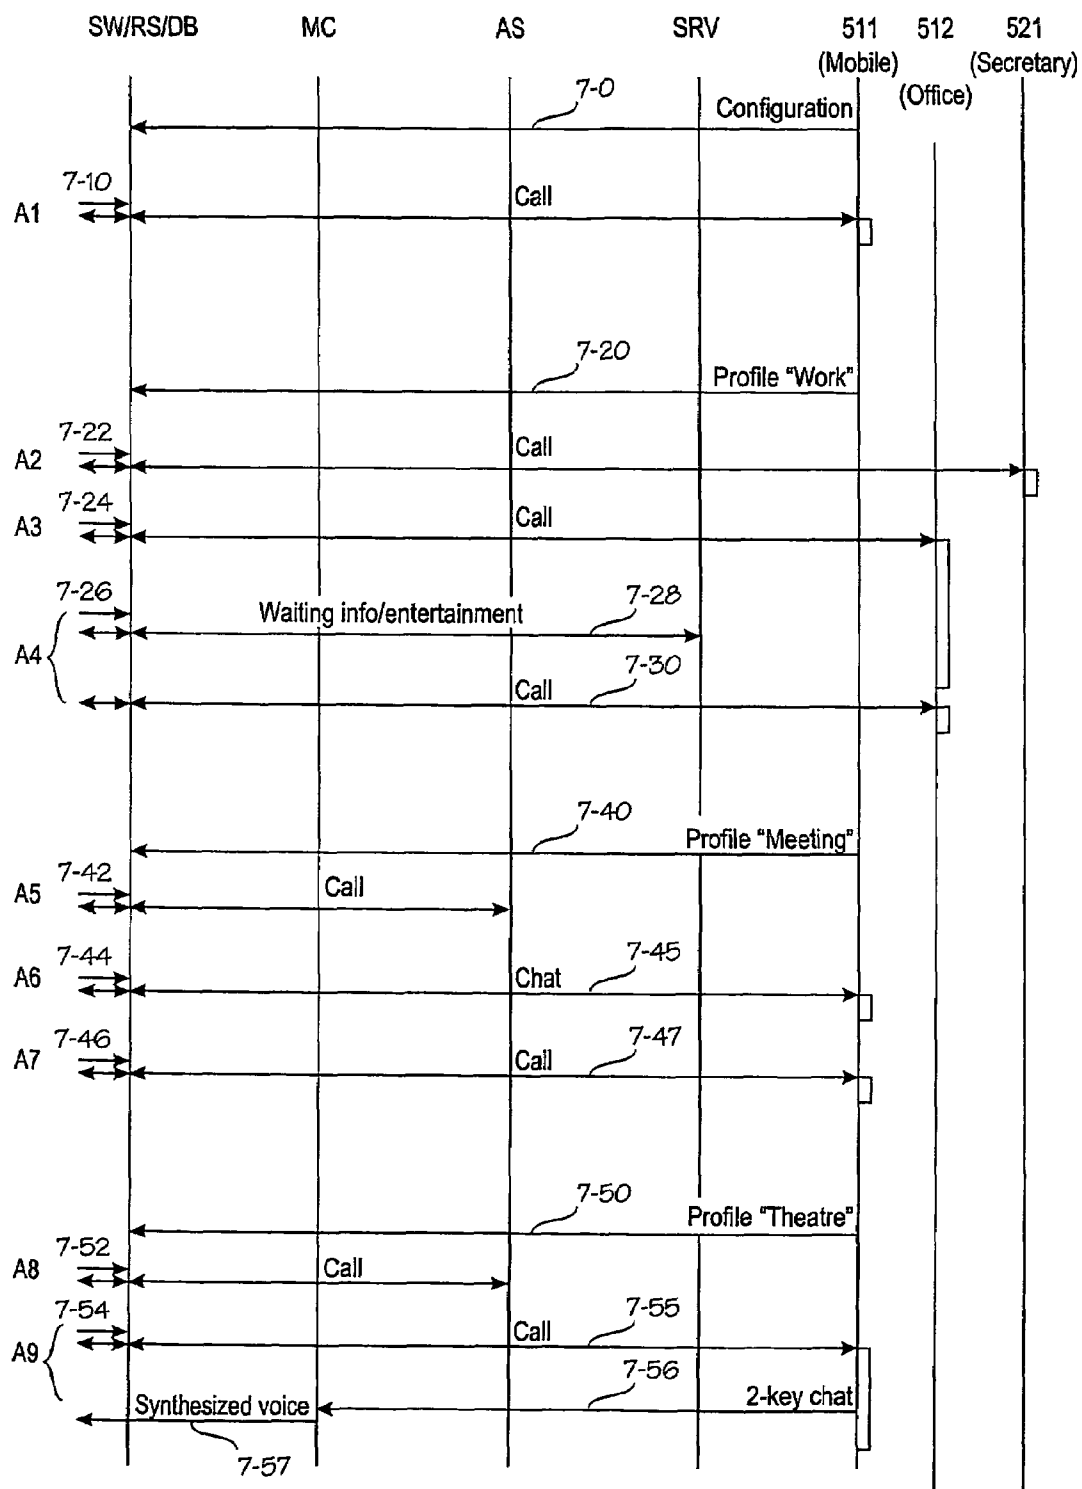 SW/RS/DB MC AS SRV 511 512 521
(Mobile) (Secretary)
(Office)
7-0
Configuration
7-10
A1 Call
7-20
Profile "Work"
7-22
A2 Call
7-24
A3 Call
7-26
Waiting info/entertainment 7-28
A4
7-30
Call
7-40
Profile "Meeting"
7-42
A5 Call
7-44 7-45
A6 Chat
7-46 7-47
A7 Call
7-50
Profile "Theatre"
7-52
A8 Call
7-54 7-55
Call
A9
7-56
2-key chat
Synthesized voice
7-57